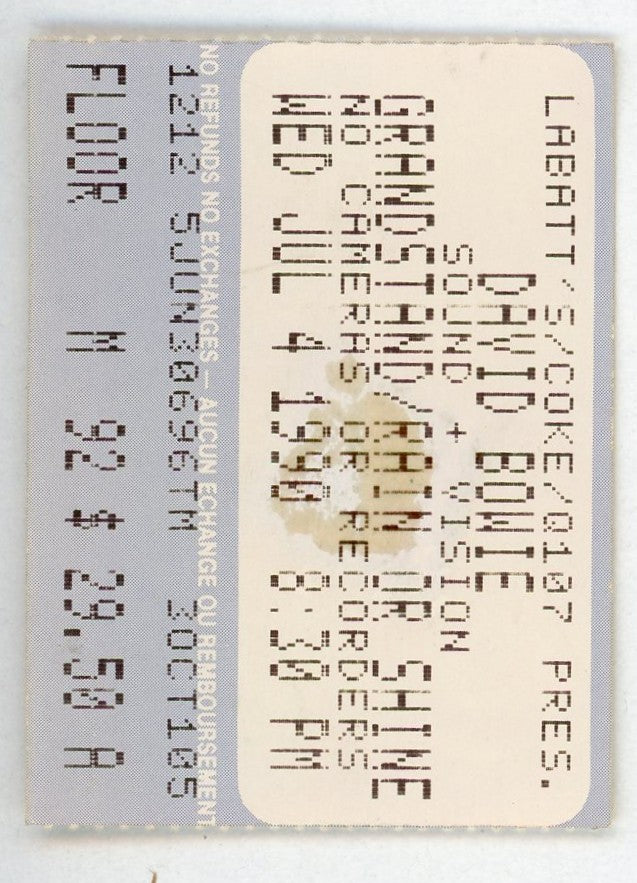 LABATT'S/COKE/Q107 PRES.
DAVID BOWIE
SOUND + VISION
GRANDSTAND/RAIN OR SHINE
NO CAMERAS OR RECORDERS
WED JUL 4 1990 8:30 PM
NO REFUNDS NO EXCHANGES — AUCUN ECHANGE OU REMBOURSEMENT
1212 5JUN30696TM 3OCT105
FLOOR M 92 $ 29.50 A